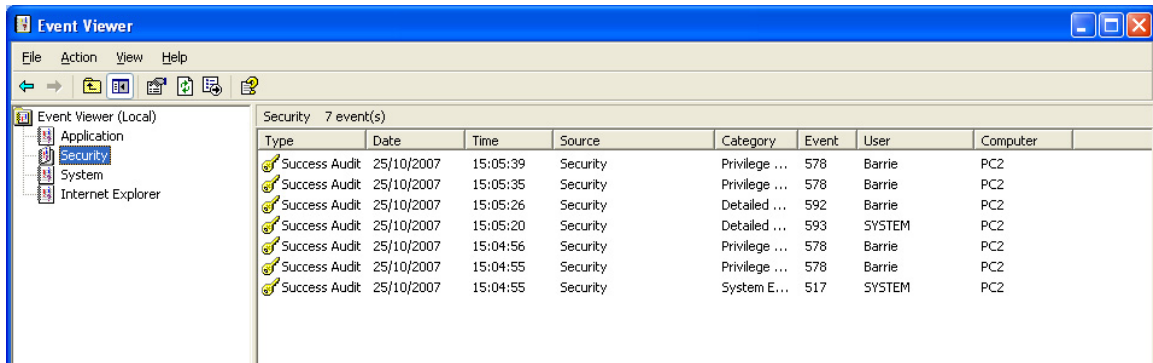 Event Viewer
File Action View Help
Event Viewer (Local)
Application
Security
System
Internet Explorer
Security 7 event(s)
Type Date Time Source Category Event User Computer
Success Audit 25/10/2007 15:05:39 Security Privilege ... 578 Barrie PC2
Success Audit 25/10/2007 15:05:35 Security Privilege ... 578 Barrie PC2
Success Audit 25/10/2007 15:05:26 Security Detailed ... 592 Barrie PC2
Success Audit 25/10/2007 15:05:20 Security Detailed ... 593 SYSTEM PC2
Success Audit 25/10/2007 15:04:56 Security Privilege ... 578 Barrie PC2
Success Audit 25/10/2007 15:04:55 Security Privilege ... 578 Barrie PC2
Success Audit 25/10/2007 15:04:55 Security System E... 517 SYSTEM PC2